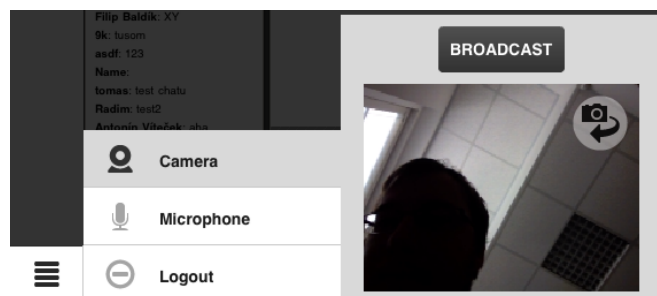 Filip Baldík: XY
9k: tusom
asdf: 123
Name:
tomas: test chatu
Radim: test2
Antonín Viteček: aha
BROADCAST
Camera
Microphone
Logout